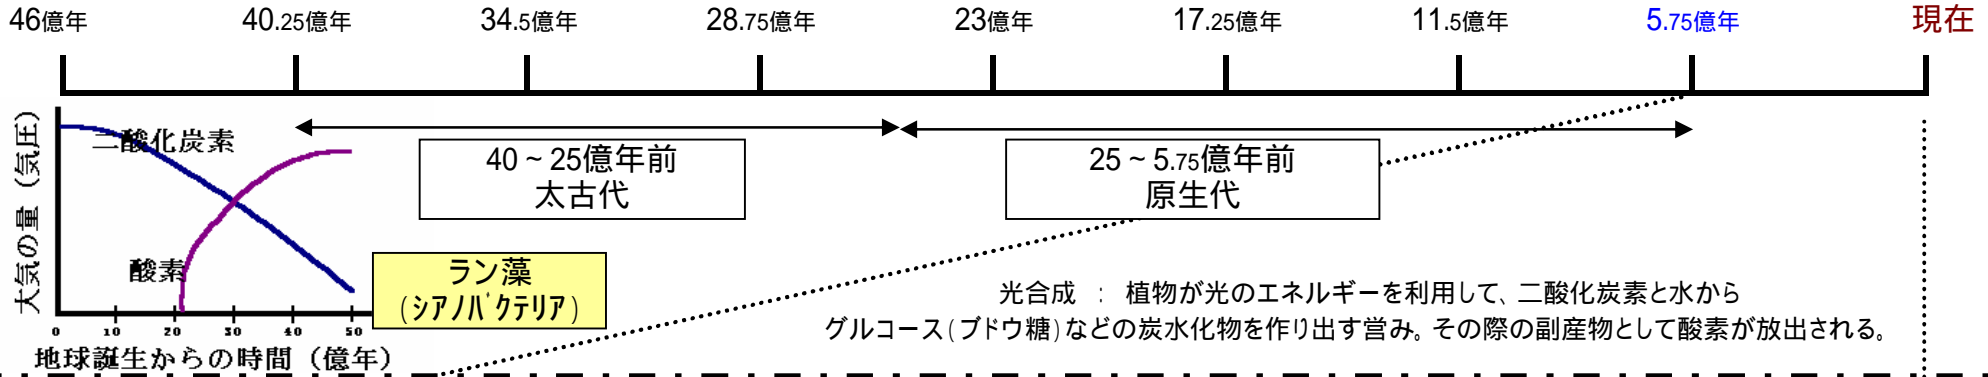 46億年 40.25億年 34.5億年 28.75億年 23億年 17.25億年 11.5億年 5.75億年 現在
大気の量（気圧）
二酸化炭素
酸素
0 10 20 30 40 50
地球誕生からの時間（億年）
40~25億年前
太古代
25~5.75億年前
原生代
ラン藻
(シアノバクテリア)
光合成 : 植物が光のエネルギーを利用して、二酸化炭素と水から
グルコース(ブドウ糖)などの炭水化物を作り出す営み。その際の副産物として酸素が放出される。